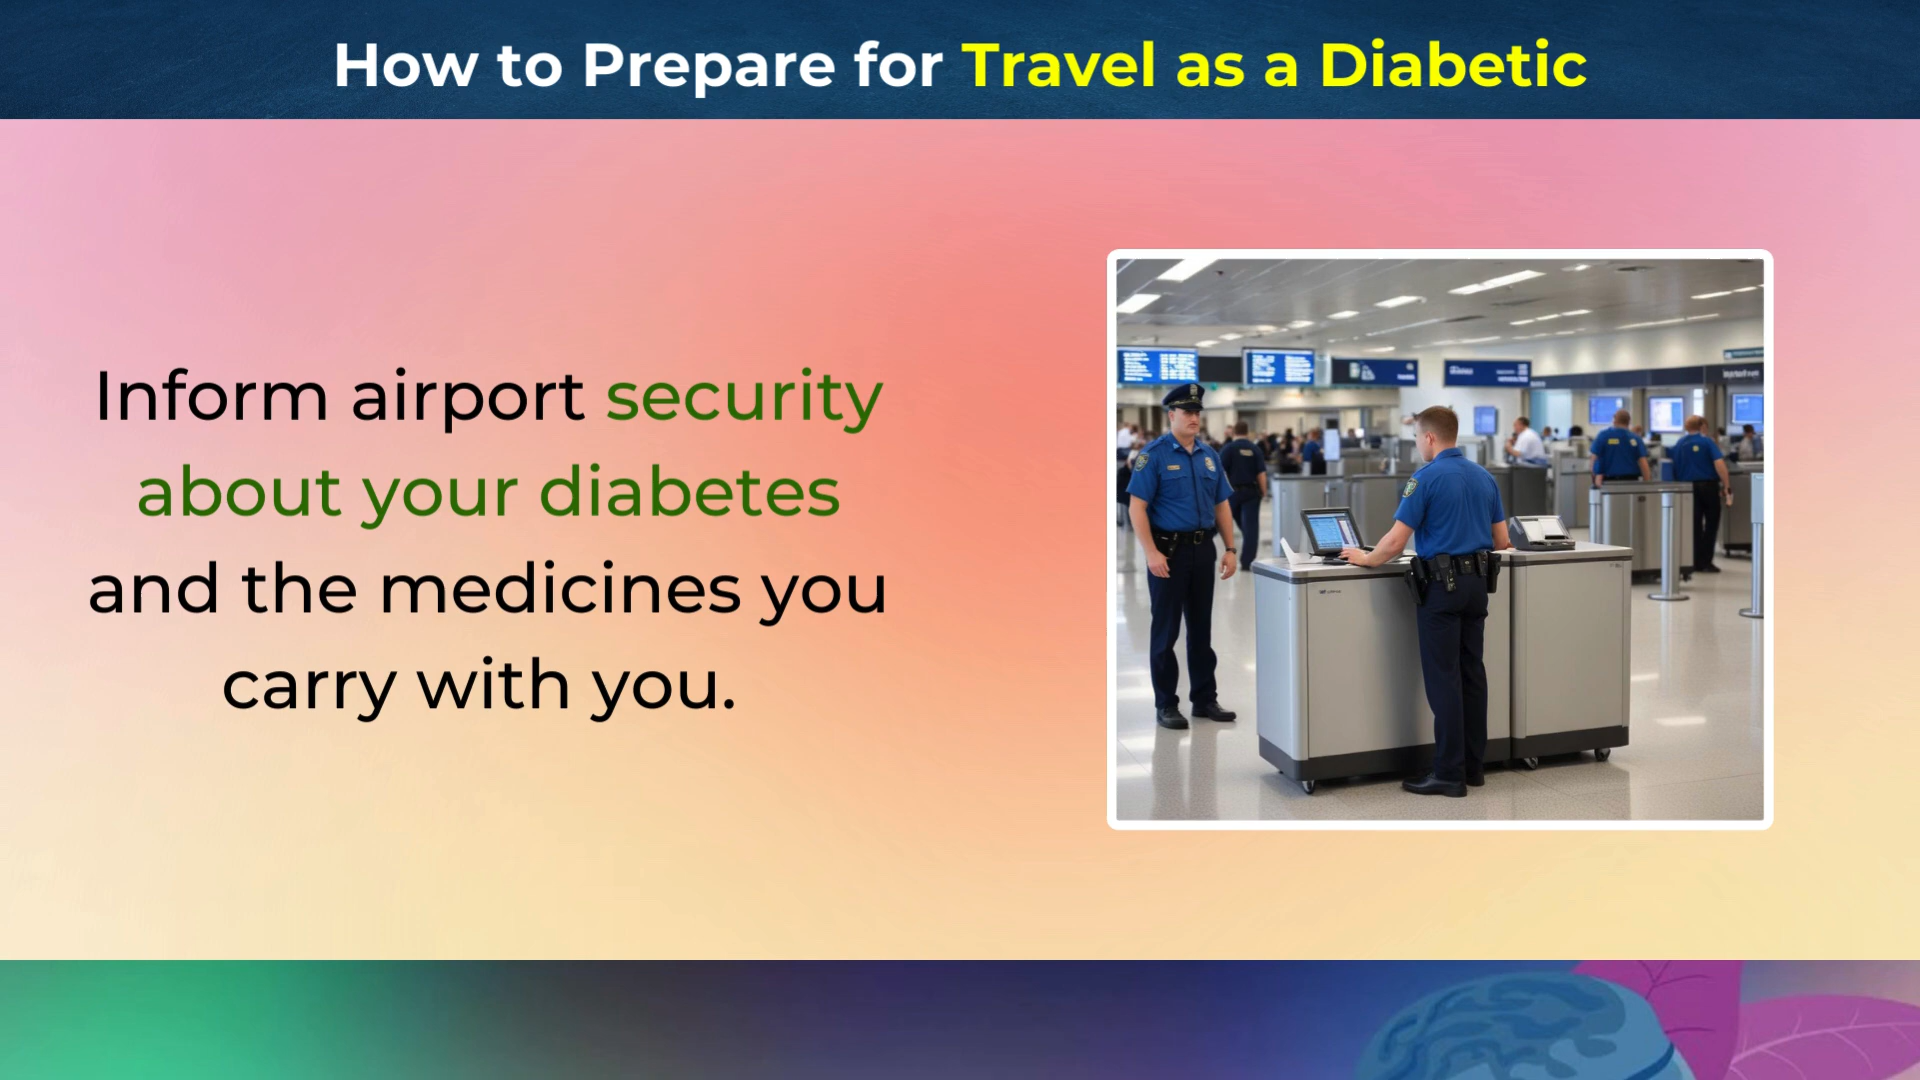 How to Prepare for Travel as a Diabetic
Inform airport security
about your diabetes
and the medicines you
carry with you.